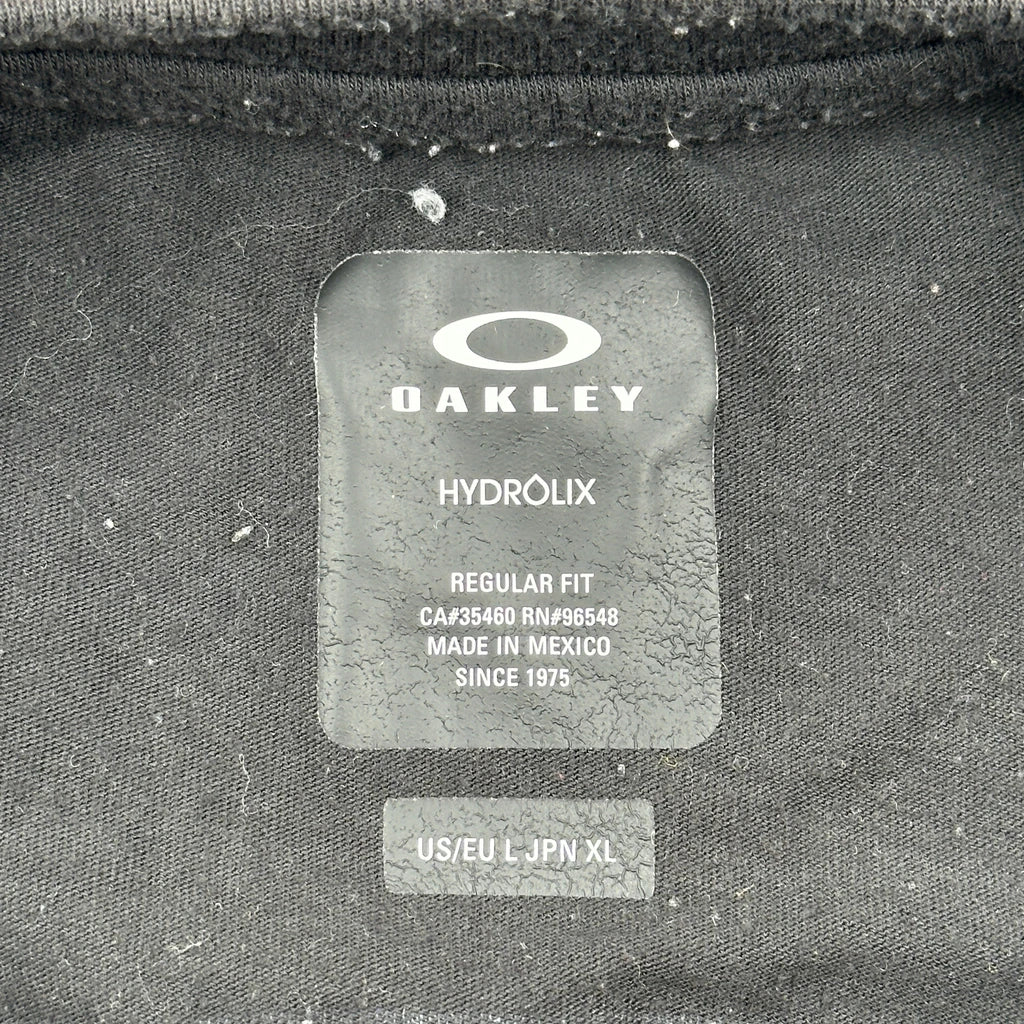 OAKLEY
HYDROLIX
REGULAR FIT
CA#35460 RN#96548
MADE IN MEXICO
SINCE 1975
US/EU L JPN XL